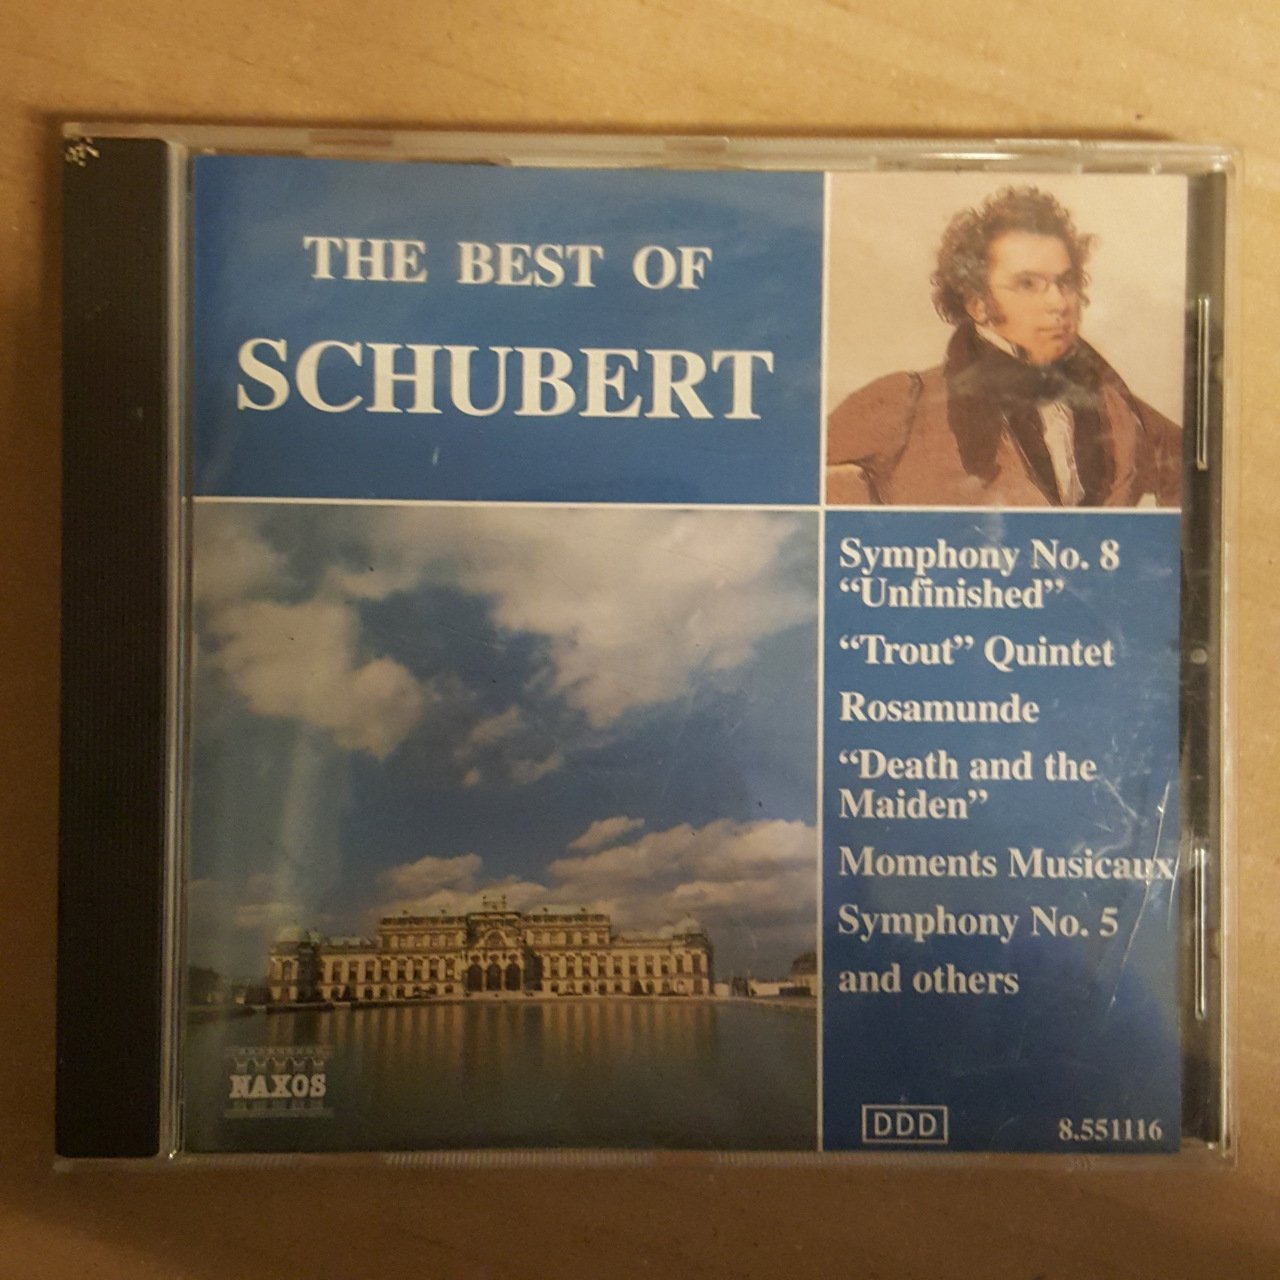 THE BEST OF
SCHUBERT
Symphony No. 8
“Unfinished”
“Trout” Quintet
Rosamunde
“Death and the
Maiden”
Moments Musicaux
Symphony No. 5
and others
NAXOS
DDD
8.551116